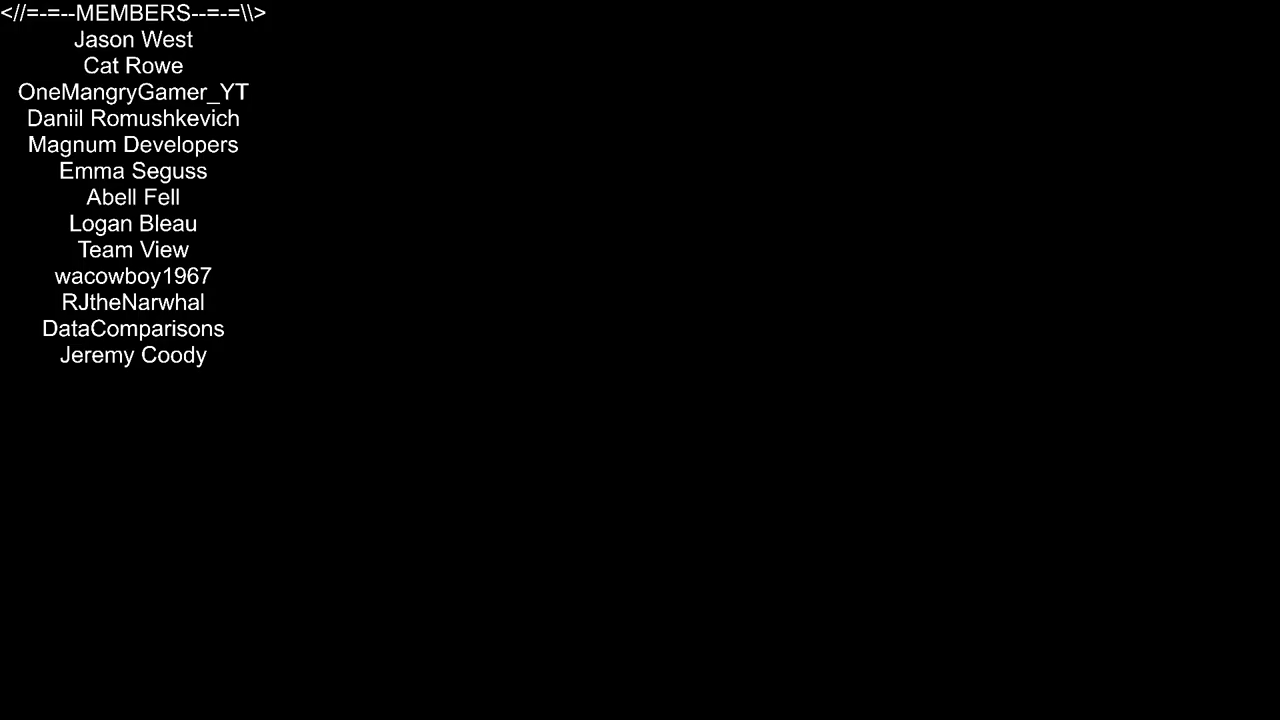 <//=-=--MEMBERS--=-=\\>
Jason West
Cat Rowe
OneMangryGamer_YT
Daniil Romushkevich
Magnum Developers
Emma Seguss
Abell Fell
Logan Bleau
Team View
wacowboy1967
RJtheNarwhal
DataComparisons
Jeremy Coody